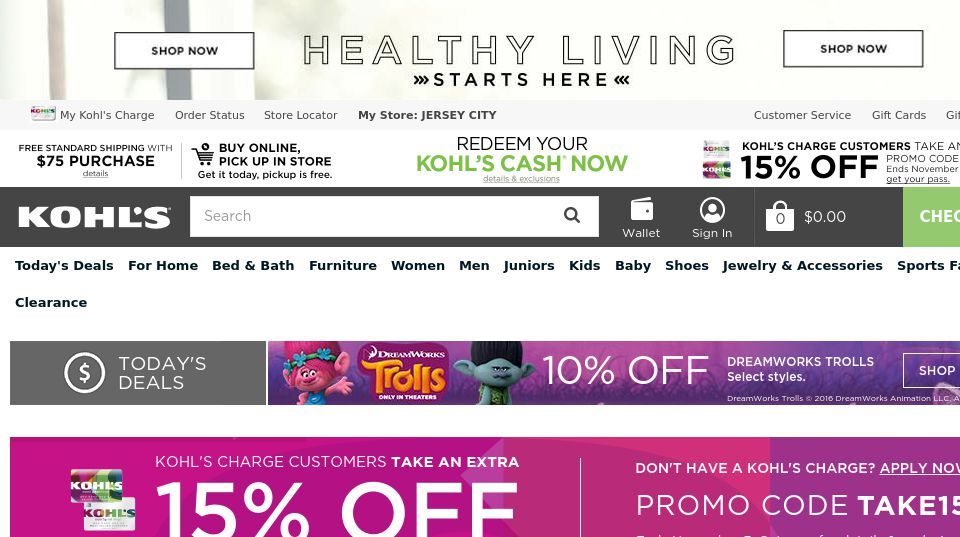 SHOP NOW
HEALTHY LIVING
»»STARTS HERE««
SHOP NOW
KOHL'S
My Kohl's Charge
Order Status
Store Locator
My Store: JERSEY CITY
Customer Service
Gift Cards
Gif
FREE STANDARD SHIPPING WITH
$75 PURCHASE
details
BUY ONLINE,
PICK UP IN STORE
Get it today, pickup is free.
REDEEM YOUR
KOHL'S CASH® NOW
details & exclusions
KOHL'S CHARGE CUSTOMERS TAKE AN
15% OFF
PROMO CODE
Ends November
get your pass.
KOHL'S
Search
Wallet
Sign In
0
$0.00
CHEC
Today's Deals
For Home
Bed & Bath
Furniture
Women
Men
Juniors
Kids
Baby
Shoes
Jewelry & Accessories
Sports Fa
Clearance
$
TODAY'S
DEALS
DREAMWORKS
Trolls
ONLY IN THEATERS
10% OFF
DREAMWORKS TROLLS
Select styles.
DreamWorks Trolls © 2016 DreamWorks Animation LLC. A
SHOP
KOHL'S
KOHL'S
KOHL'S CHARGE CUSTOMERS TAKE AN EXTRA
15% OFF
DON'T HAVE A KOHL'S CHARGE? APPLY NOW
PROMO CODE TAKE15